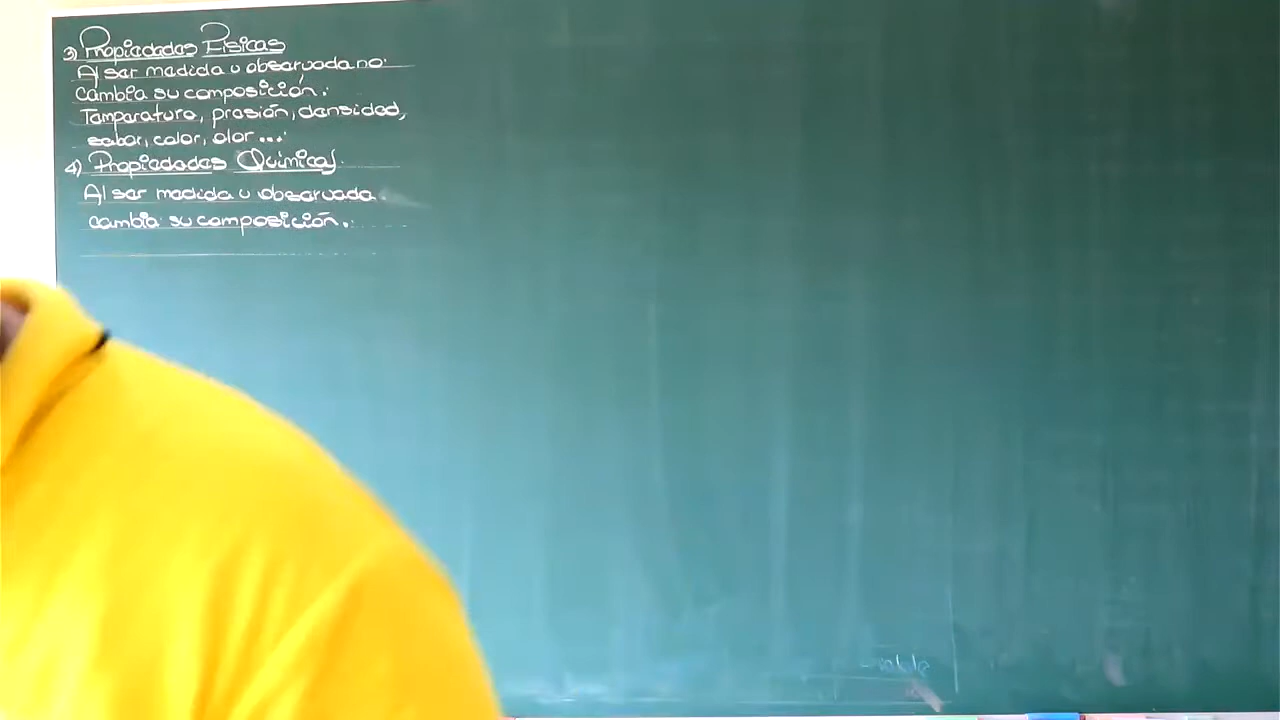 3) Propiedades Físicas
Al ser medida u observada no
cambia su composición.
Temperatura, presión, densidad,
sabor, color, olor ...
4) Propiedades Químicas
Al ser medida u observada
cambia su composición.